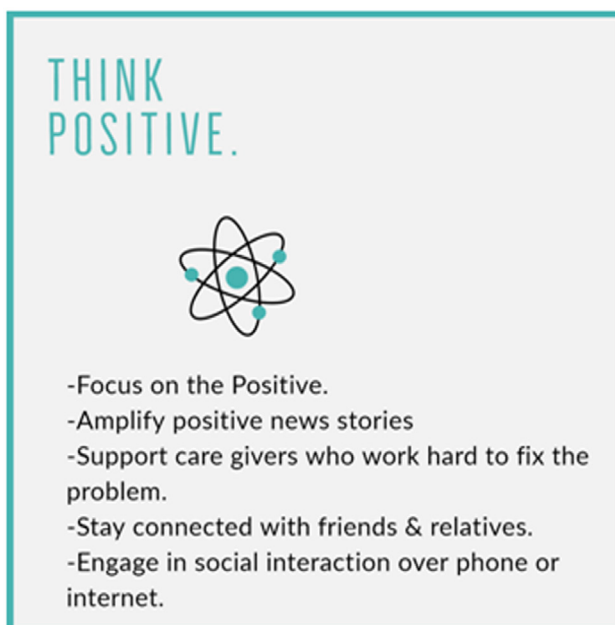 THINK
POSITIVE.
-Focus on the Positive.
-Amplify positive news stories
-Support care givers who work hard to fix the
problem.
-Stay connected with friends & relatives.
-Engage in social interaction over phone or
internet.